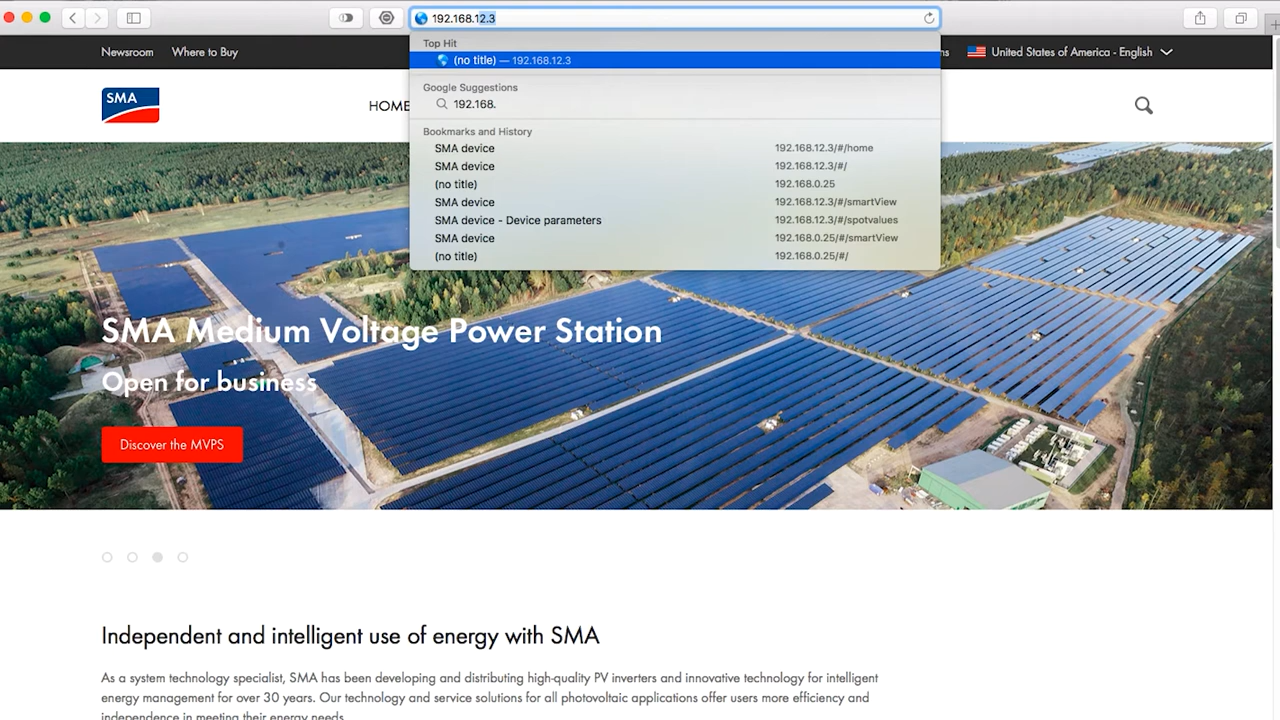 192.168.12.3
Top Hit
(no title) — 192.168.12.3
Google Suggestions
192.168.
Bookmarks and History
SMA device 192.168.12.3/#/home
SMA device 192.168.12.3/#/
(no title) 192.168.0.25
SMA device 192.168.12.3/#/smartView
SMA device - Device parameters 192.168.12.3/#/spotvalues
SMA device 192.168.0.25/#/smartView
(no title) 192.168.0.25/#/
Newsroom Where to Buy
United States of America - English
SMA
HOME
SMA Medium Voltage Power Station
Open for business
Discover the MVPS
Independent and intelligent use of energy with SMA
As a system technology specialist, SMA has been developing and distributing high-quality PV inverters and innovative technology for intelligent
energy management for over 30 years. Our technology and service solutions for all photovoltaic applications offer users more efficiency and
independence in meeting their energy needs.